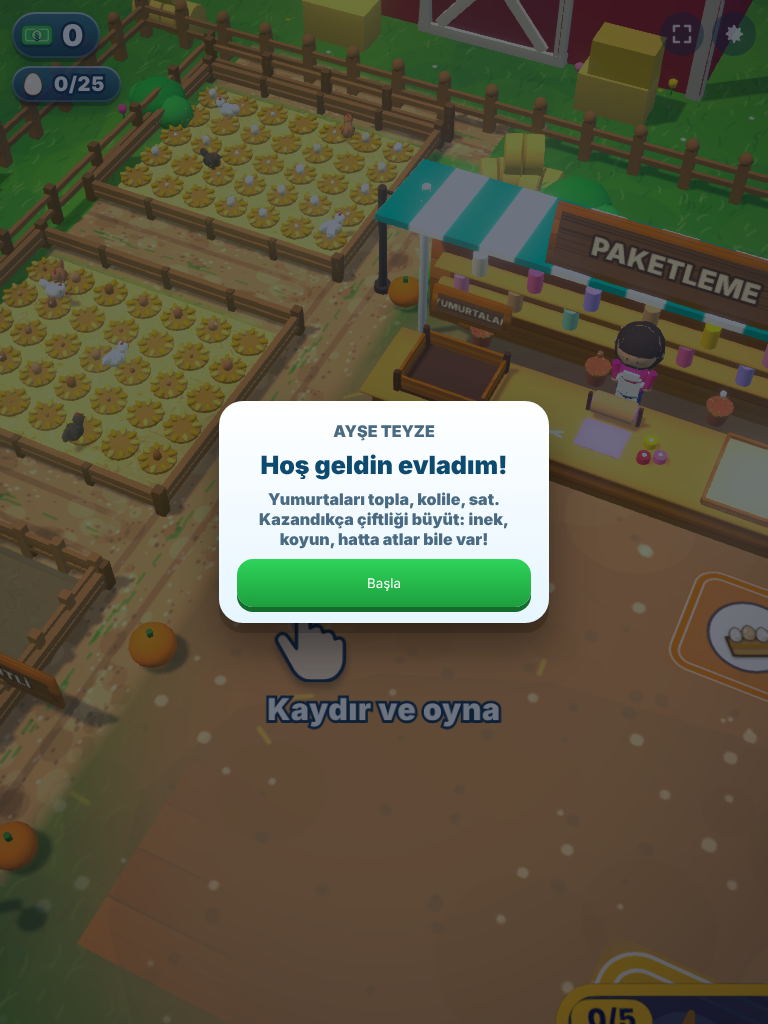 0
0/25
PAKETLEME
YUMURTALAR
AYŞE TEYZE
Hoş geldin evladım!
Yumurtaları topla, kolile, sat.
Kazandıkça çiftliği büyüt: inek,
koyun, hatta atlar bile var!
Başla
Kaydır ve oyna
0/5